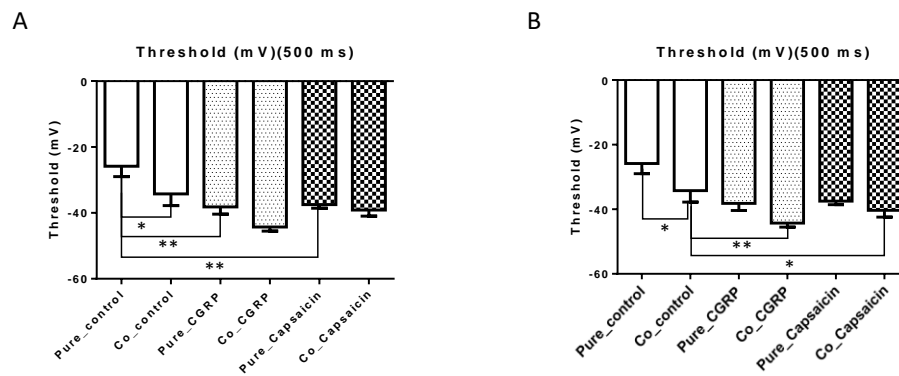 A
Threshold (mV)(500 ms)
Threshold (mV)
0
-20
-40
-60
*
**
**
Pure_control
Co_control
Pure_CGRP
Co_CGRP
Pure_Capsaicin
Co_Capsaicin
B
Threshold (mV)(500 ms)
Threshold (mV)
0
-20
-40
-60
*
**
*
Pure_control
Co_control
Pure_CGRP
Co_CGRP
Pure_Capsaicin
Co_Capsaicin